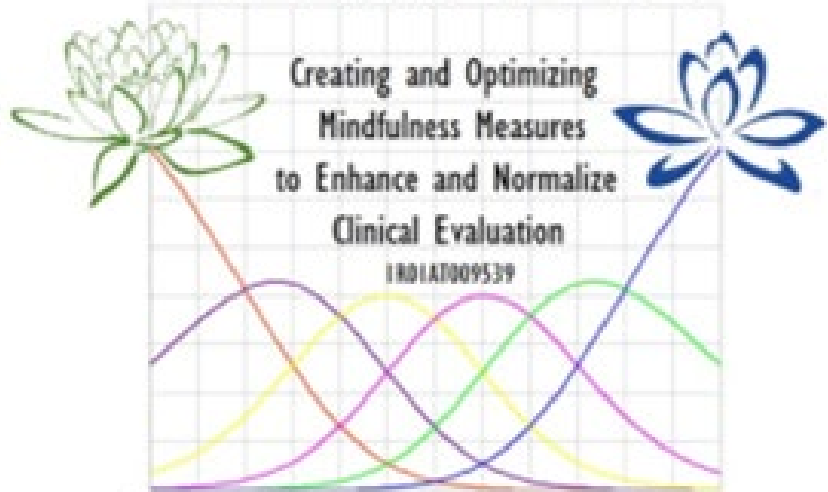 Creating and Optimizing
Mindfulness Measures
to Enhance and Normalize
Clinical Evaluation
1R01AT009539